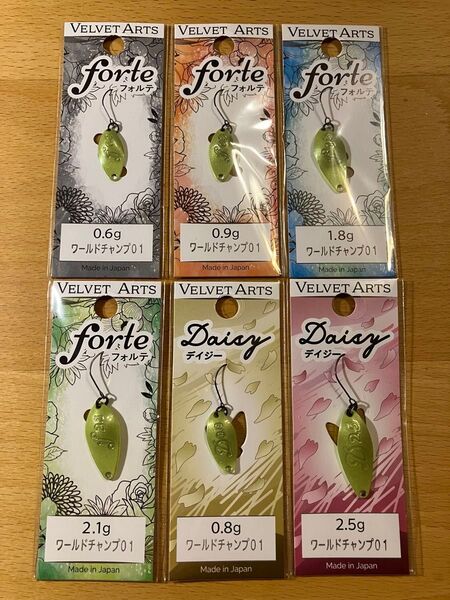 VELVET ARTS
forte
フォルテ
0.6g
ワールドチャンプ01
Made in Japan
VELVET ARTS
forte
フォルテ
0.9g
ワールドチャンプ01
Made in Japan
VELVET ARTS
forte
フォルテ
1.8g
ワールドチャンプ01
Made in Japan
VELVET ARTS
forte
フォルテ
2.1g
ワールドチャンプ01
Made in Japan
VELVET ARTS
Daisy
デイジー
0.8g
ワールドチャンプ01
Made in Japan
VELVET ARTS
Daisy
デイジー
2.5g
ワールドチャンプ01
Made in Japan